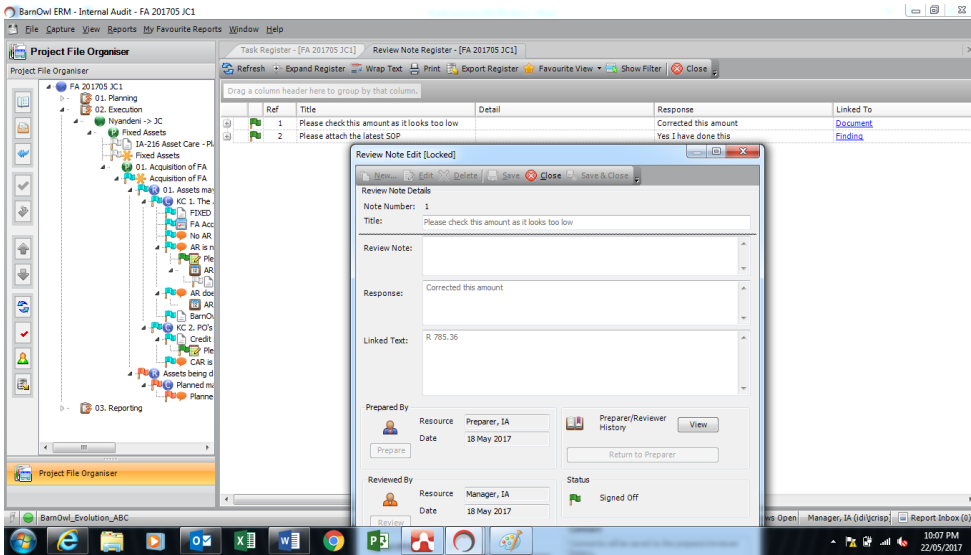 BarnOwl ERM - Internal Audit - FA 201705 JC1
File Capture View Reports My Favourite Reports Window Help
Project File Organiser
Task Register - [FA 201705 JC1] Review Note Register - [FA 201705 JC1]
Project File Organiser
Refresh Expand Register Wrap Text Print Export Register Favourite View Show Filter Close
Drag a column header here to group by that column.
Ref Title Detail Response Linked To
1 Please check this amount as it looks too low Corrected this amount Document
2 Please attach the latest SOP Yes I have done this Finding
FA 201705 JC1
01. Planning
02. Execution
Nyandeni -> JC
Fixed Assets
IA-216 Asset Care - Pl
Fixed Assets
01. Acquisition of FA
Acquisition of FA
01. Assets may
KC 1. The
FIXED
FA Acc
No AR
AR is n
Ple
AR
AR doe
AR
BarnO
KC 2. PO's
Credit
Ple
CAR is
Assets being d
Planned ma
Planne
03. Reporting
Project File Organiser
Review Note Edit [Locked]
New... Edit Delete Save Close Save & Close
Review Note Details
Note Number: 1
Title: Please check this amount as it looks too low
Review Note:
Response: Corrected this amount
Linked Text: R 785.36
Prepared By
Resource Preparer, IA
Date 18 May 2017
Prepare
Preparer/Reviewer
History
View
Return to Preparer
Reviewed By
Resource Manager, IA
Date 18 May 2017
Review
Status
Signed Off
BarnOwl_Evolution_ABC
ws Open Manager, IA (idi\jcrisp) Report Inbox (0)
10:07 PM
22/05/2017